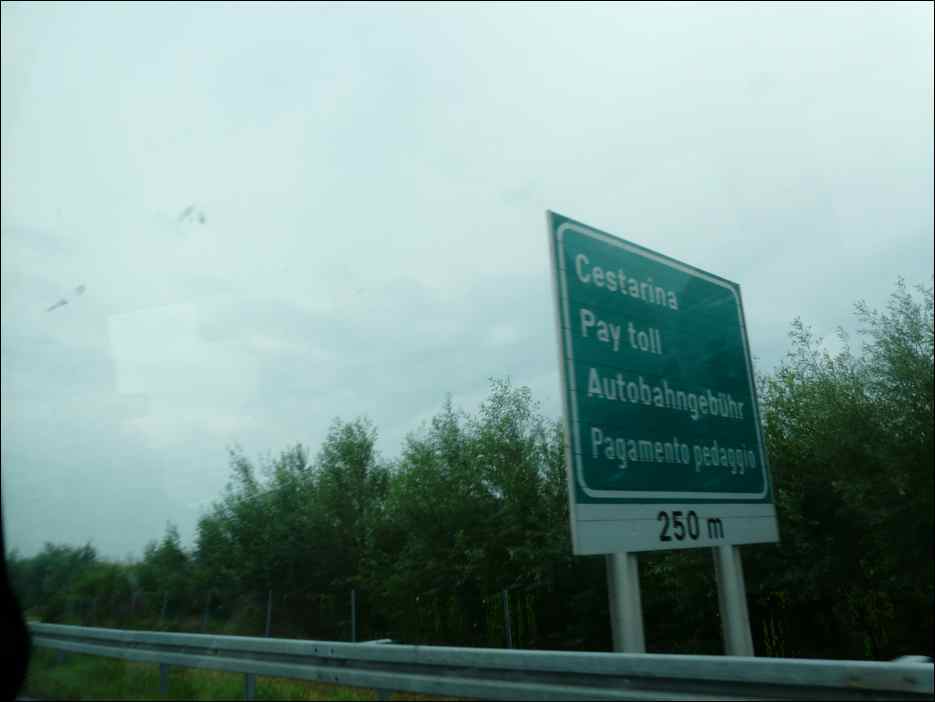 Cestarina
Pay toll
Autobahngebühr
Pagamento pedaggio
250 m